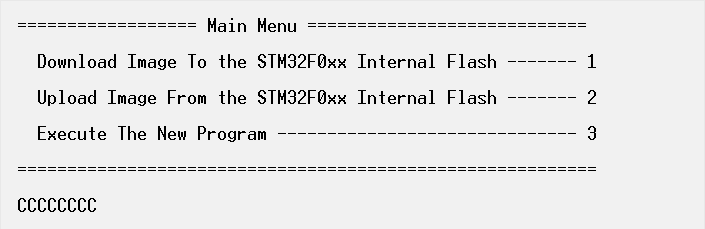 ================== Main Menu ============================
Download Image To the STM32F0xx Internal Flash ------- 1
Upload Image From the STM32F0xx Internal Flash ------- 2
Execute The New Program ------------------------------ 3
==========================================================
CCCCCCCC